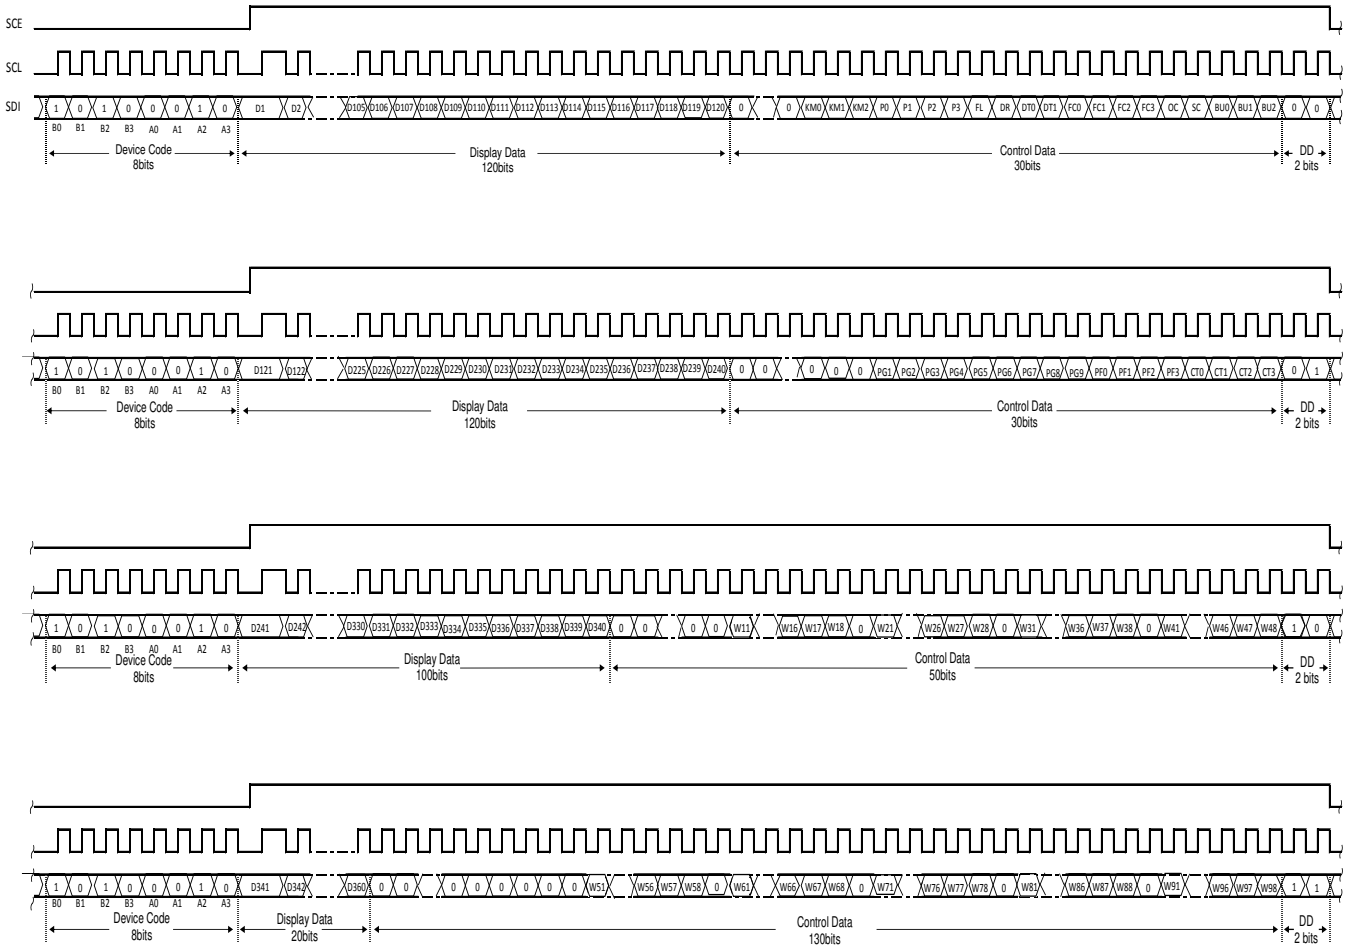 SCE
SCL
SDI 1 0 1 0 0 0 1 0 D1 D2 D105 D106 D107 D108 D109 D110 D111 D112 D113 D114 D115 D116 D117 D118 D119 D120 0 0 KM0 KM1 KM2 P0 P1 P2 P3 FL DR DT0 DT1 FC0 FC1 FC2 FC3 OC SC BU0 BU1 BU2 0 0
B0 B1 B2 B3 A0 A1 A2 A3
Device Code Display Data Control Data DD
8bits 120bits 30bits 2 bits
1 0 1 0 0 0 1 0 D121 D122 D225 D226 D227 D228 D229 D230 D231 D232 D233 D234 D235 D236 D237 D238 D239 D240 0 0 0 0 0 PG1 PG2 PG3 PG4 PG5 PG6 PG7 PG8 PG9 PF0 PF1 PF2 PF3 CT0 CT1 CT2 CT3 0 1
B0 B1 B2 B3 A0 A1 A2 A3
Device Code Display Data Control Data DD
8bits 120bits 30bits 2 bits
1 0 1 0 0 0 1 0 D241 D242 D330 D331 D332 D333 D334 D335 D336 D337 D338 D339 D340 0 0 0 0 W11 W16 W17 W18 0 W21 W26 W27 W28 0 W31 W36 W37 W38 0 W41 W46 W47 W48 1 0
B0 B1 B2 B3 A0 A1 A2 A3
Device Code Display Data Control Data DD
8bits 100bits 50bits 2 bits
1 0 1 0 0 0 1 0 D341 D342 D360 0 0 0 0 0 0 0 0 W51 W56 W57 W58 0 W61 W66 W67 W68 0 W71 W76 W77 W78 0 W81 W86 W87 W88 0 W91 W96 W97 W98 1 1
B0 B1 B2 B3 A0 A1 A2 A3
Device Code Display Data Control Data DD
8bits 20bits 130bits 2 bits